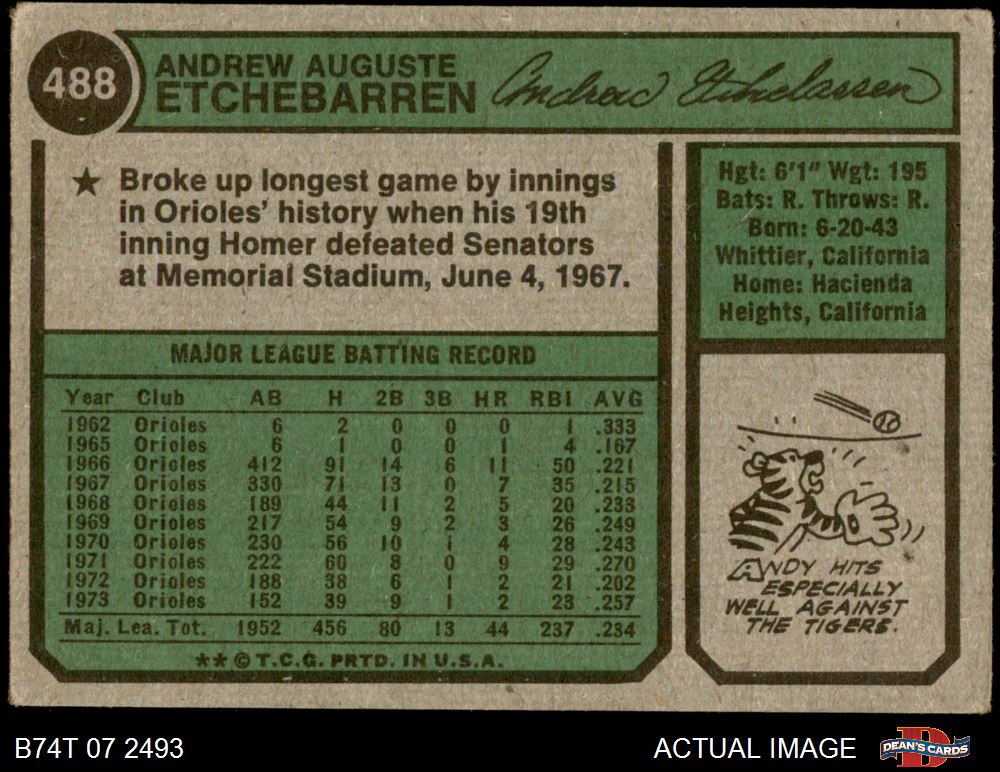 488
ANDREW AUGUSTE
ETCHEBARREN
Andrew Etchebarren
★ Broke up longest game by innings
in Orioles' history when his 19th
inning Homer defeated Senators
at Memorial Stadium, June 4, 1967.
Hgt: 6'1" Wgt: 195
Bats: R. Throws: R.
Born: 6-20-43
Whittier, California
Home: Hacienda
Heights, California
MAJOR LEAGUE BATTING RECORD
Year Club AB H 2B 3B HR RBI AVG
1962 Orioles 6 2 0 0 0 1 .333
1965 Orioles 6 1 0 0 1 4 .167
1966 Orioles 412 91 14 6 11 50 .221
1967 Orioles 330 71 13 0 7 35 .215
1968 Orioles 189 44 11 2 5 20 .233
1969 Orioles 217 54 9 2 3 26 .249
1970 Orioles 230 56 10 1 4 28 .243
1971 Orioles 222 60 8 0 9 29 .270
1972 Orioles 188 38 6 1 2 21 .202
1973 Orioles 152 39 9 1 2 23 .257
Maj. Lea. Tot. 1952 456 80 13 44 237 .234
** © T.C.G. PRTD. IN U.S.A.
ANDY HITS
ESPECIALLY
WELL AGAINST
THE TIGERS.
B74T 07 2493
ACTUAL IMAGE
DEAN'S CARDS